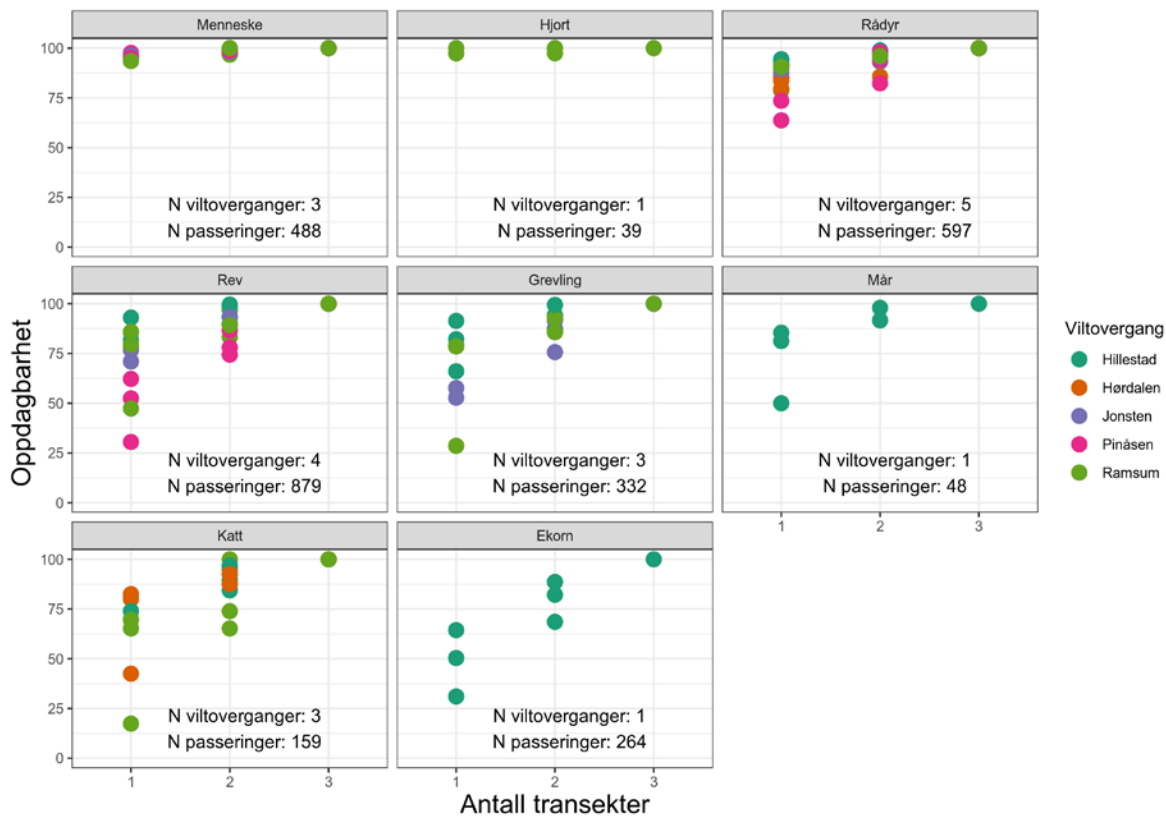 Menneske
Hjort
Rådyr
100
75
50
25
0
N viltoverganger: 3
N passeringer: 488
N viltoverganger: 1
N passeringer: 39
N viltoverganger: 5
N passeringer: 597
Rev
Grevling
Mår
100
75
50
25
0
N viltoverganger: 4
N passeringer: 879
N viltoverganger: 3
N passeringer: 332
N viltoverganger: 1
N passeringer: 48
1 2 3
Katt
Ekorn
100
75
50
25
0
N viltoverganger: 3
N passeringer: 159
N viltoverganger: 1
N passeringer: 264
1 2 3
1 2 3
Oppdagbarhet
Antall transekter
Viltovergang
Hillestad
Hørdalen
Jonsten
Pinåsen
Ramsum